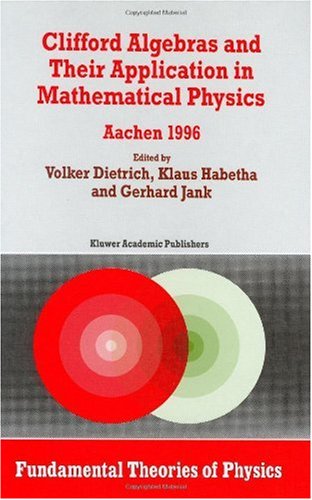 Clifford Algebras and
Their Application in
Mathematical Physics
Aachen 1996
Edited by
Volker Dietrich, Klaus Habetha
and Gerhard Jank
Kluwer Academic Publishers
Fundamental Theories of Physics